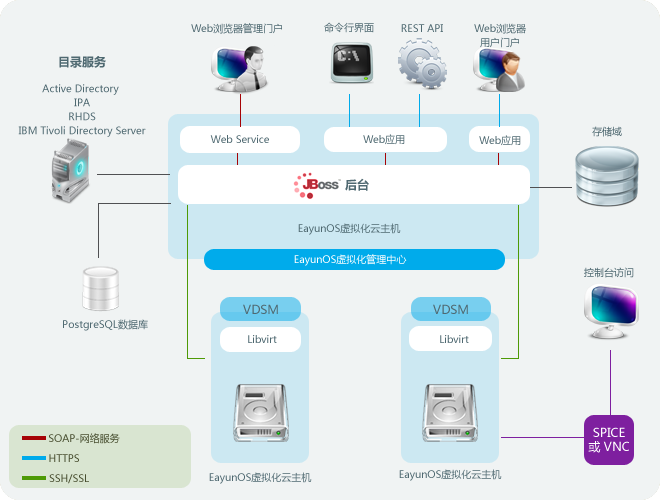 Web浏览器管理门户
命令行界面
REST API
Web浏览器
用户门户
目录服务
Active Directory
IPA
RHDS
IBM Tivoli Directory Server
C:\
Web Service
Web应用
Web应用
存储域
JBoss 后台
EayunOS虚拟化云主机
EayunOS虚拟化管理中心
PostgreSQL数据库
控制台访问
VDSM
Libvirt
VDSM
Libvirt
SPICE
或 VNC
EayunOS虚拟化云主机
EayunOS虚拟化云主机
SOAP-网络服务
HTTPS
SSH/SSL